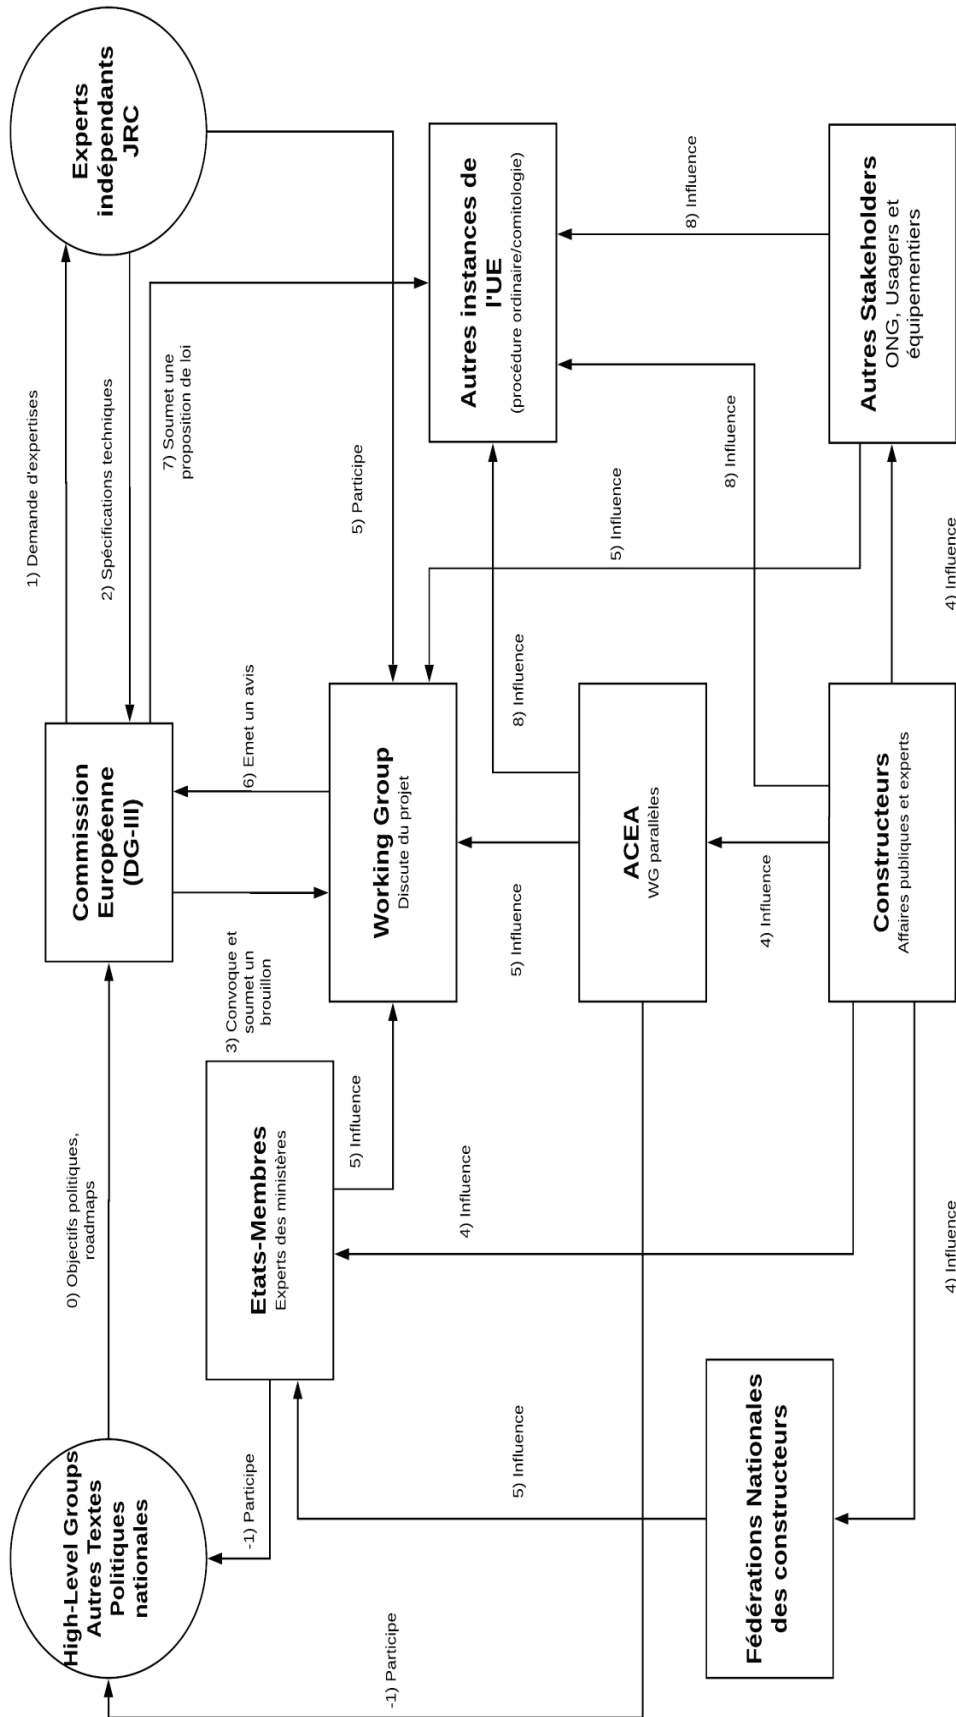 High-Level Groups
Autres Textes
Politiques
nationales
0) Objectifs politiques,
roadmaps
Commission
Européenne
(DG-III)
1) Demande d'expertises
2) Spécifications techniques
7) Soumet une
proposition de loi
Experts
indépendants
JRC
-1) Participe
Etats-Membres
Experts des ministères
3) Convoque et
soumet un
brouillon
6) Emet un avis
5) Influence
Working Group
Discute du projet
5) Participe
Autres instances de
l'UE
(procédure ordinaire/comitologie)
-1) Participe
5) Influence
4) Influence
5) Influence
8) Influence
5) Influence
ACEA
WG parallèles
8) Influence
8) Influence
Fédérations Nationales
des constructeurs
4) Influence
4) Influence
Constructeurs
Affaires publiques et experts
4) Influence
Autres Stakeholders
ONG, Usagers et
équipementiers